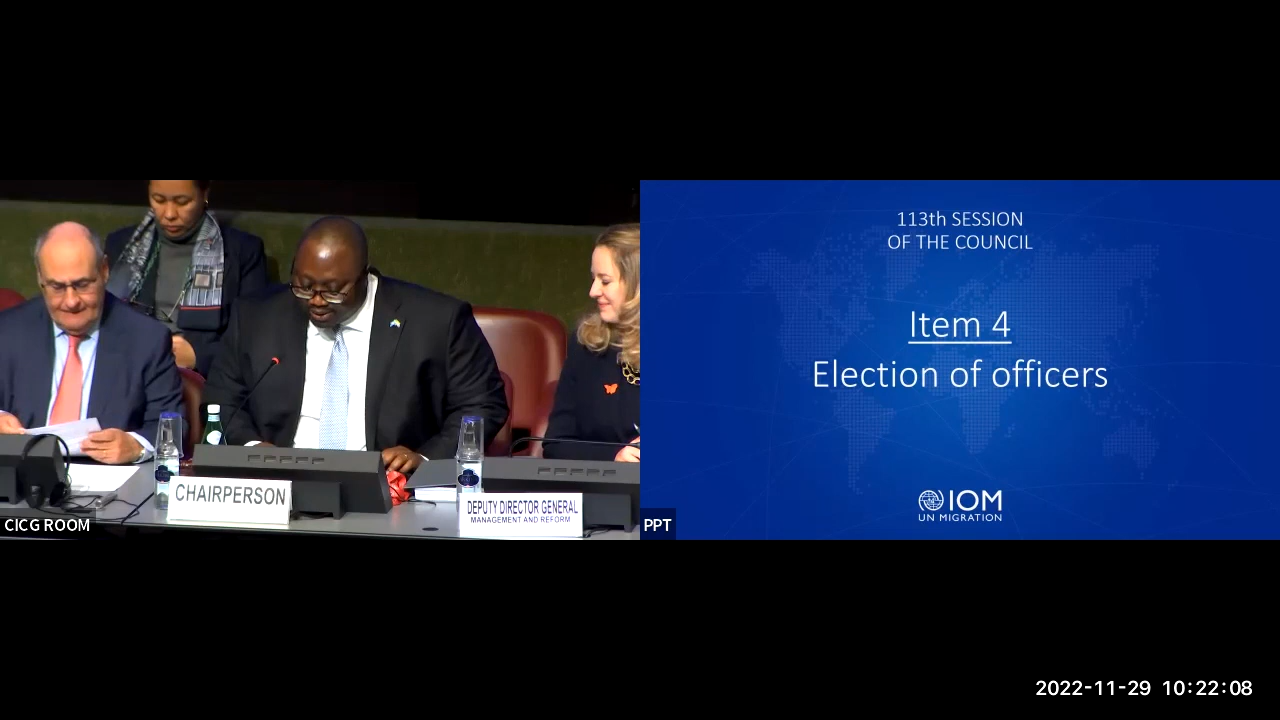 CHAIRPERSON
DEPUTY DIRECTOR GENERAL
MANAGEMENT AND REFORM
CICG ROOM
113th SESSION
OF THE COUNCIL
Item 4
Election of officers
IOM
UN MIGRATION
PPT
2022-11-29 10:22:08